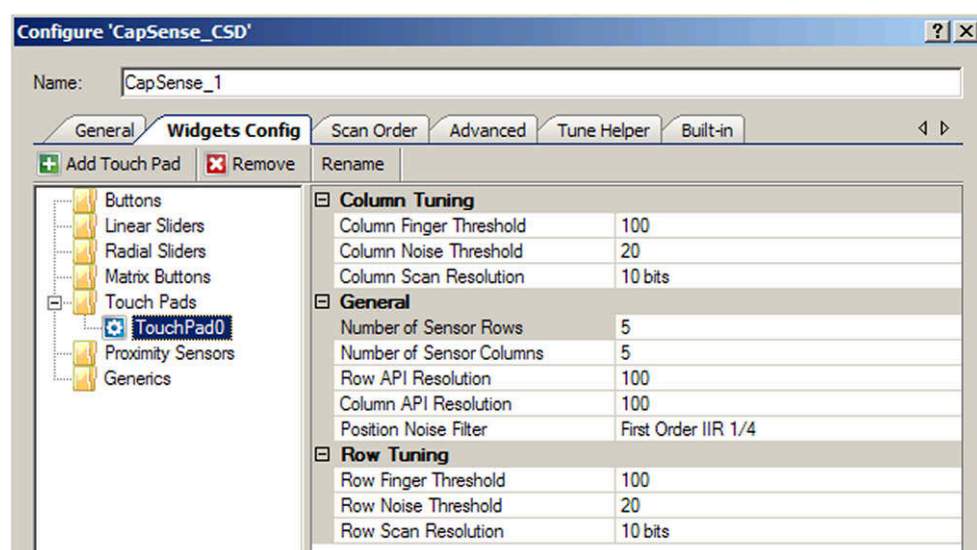 Configure 'CapSense_CSD'
Name: CapSense_1
General Widgets Config Scan Order Advanced Tune Helper Built-in
Add Touch Pad Remove Rename
Buttons
Linear Sliders
Radial Sliders
Matrix Buttons
Touch Pads
TouchPad0
Proximity Sensors
Generics
Column Tuning
Column Finger Threshold 100
Column Noise Threshold 20
Column Scan Resolution 10 bits
General
Number of Sensor Rows 5
Number of Sensor Columns 5
Row API Resolution 100
Column API Resolution 100
Position Noise Filter First Order IIR 1/4
Row Tuning
Row Finger Threshold 100
Row Noise Threshold 20
Row Scan Resolution 10 bits